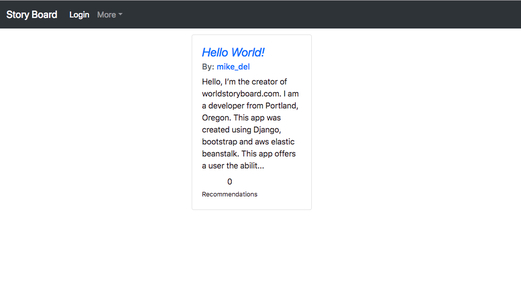 Story Board Login More
Hello World!
By: mike_del
Hello, I'm the creator of
worldstoryboard.com. I am
a developer from Portland,
Oregon. This app was
created using Django,
bootstrap and aws elastic
beanstalk. This app offers
a user the abilit...
0
Recommendations